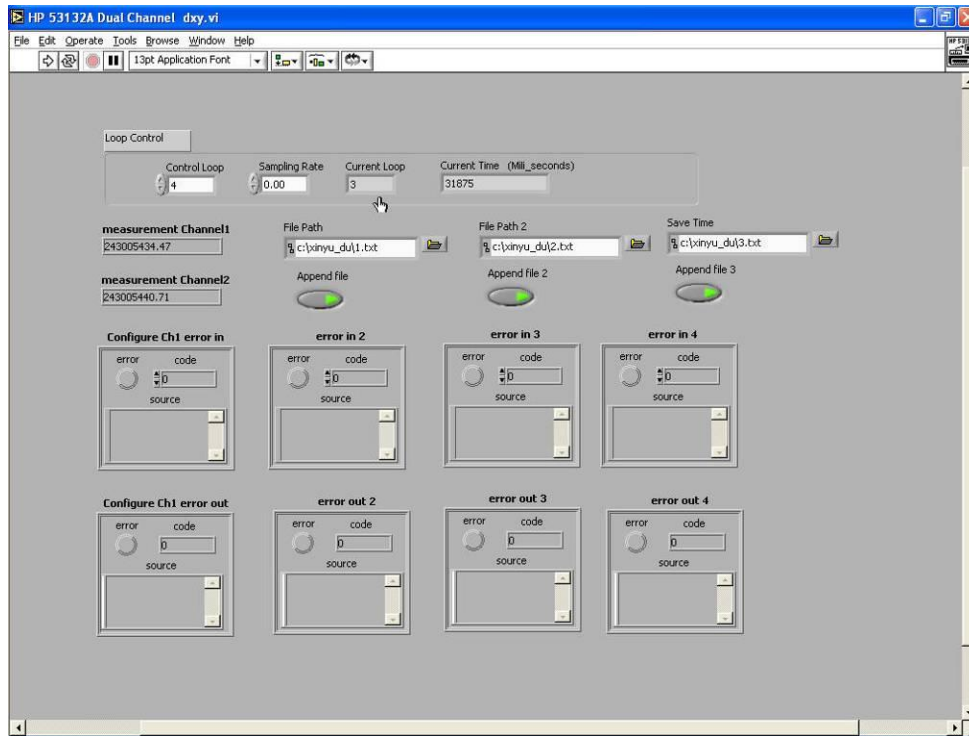 HP 53132A Dual Channel dxy.vi
File Edit Operate Tools Browse Window Help
13pt Application Font
Loop Control
Control Loop Sampling Rate Current Loop Current Time (Mili_seconds)
4 0.00 3 31875
measurement Channel1 File Path File Path 2 Save Time
243005434.47 c:\xinyu_du\1.txt c:\xinyu_du\2.txt c:\xinyu_du\3.txt
measurement Channel2 Append file Append file 2 Append file 3
243005440.71
Configure Ch1 error in error in 2 error in 3 error in 4
error code error code error code error code
0 0 0 0
source source source source
Configure Ch1 error out error out 2 error out 3 error out 4
error code error code error code error code
0 0 0 0
source source source source